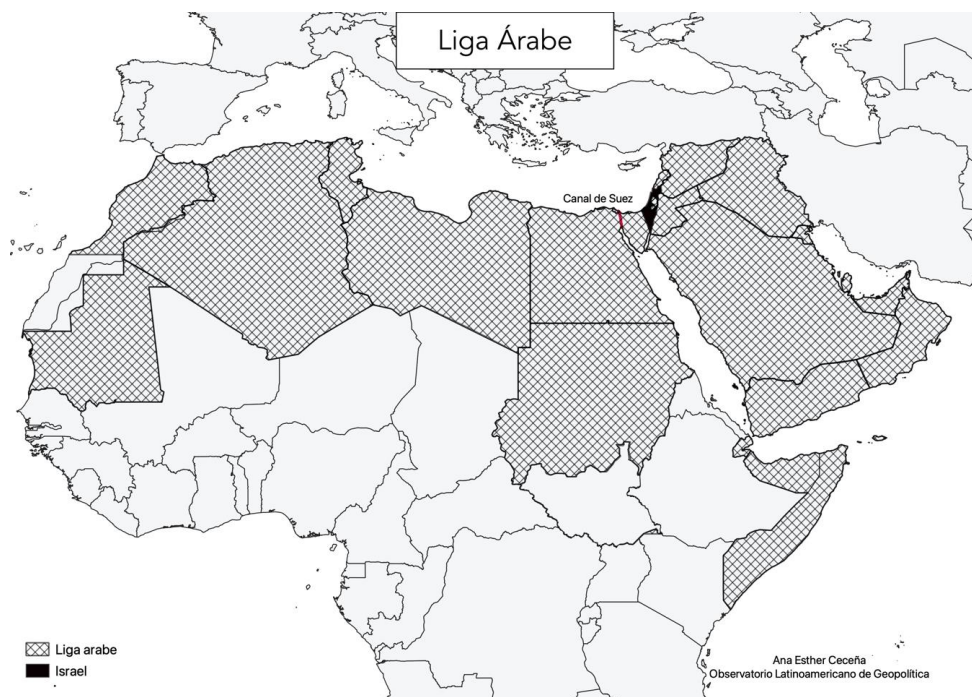 Liga Árabe
Canal de Suez
Liga arabe
Israel
Ana Esther Ceceña
Observatorio Latinoamericano de Geopolítica